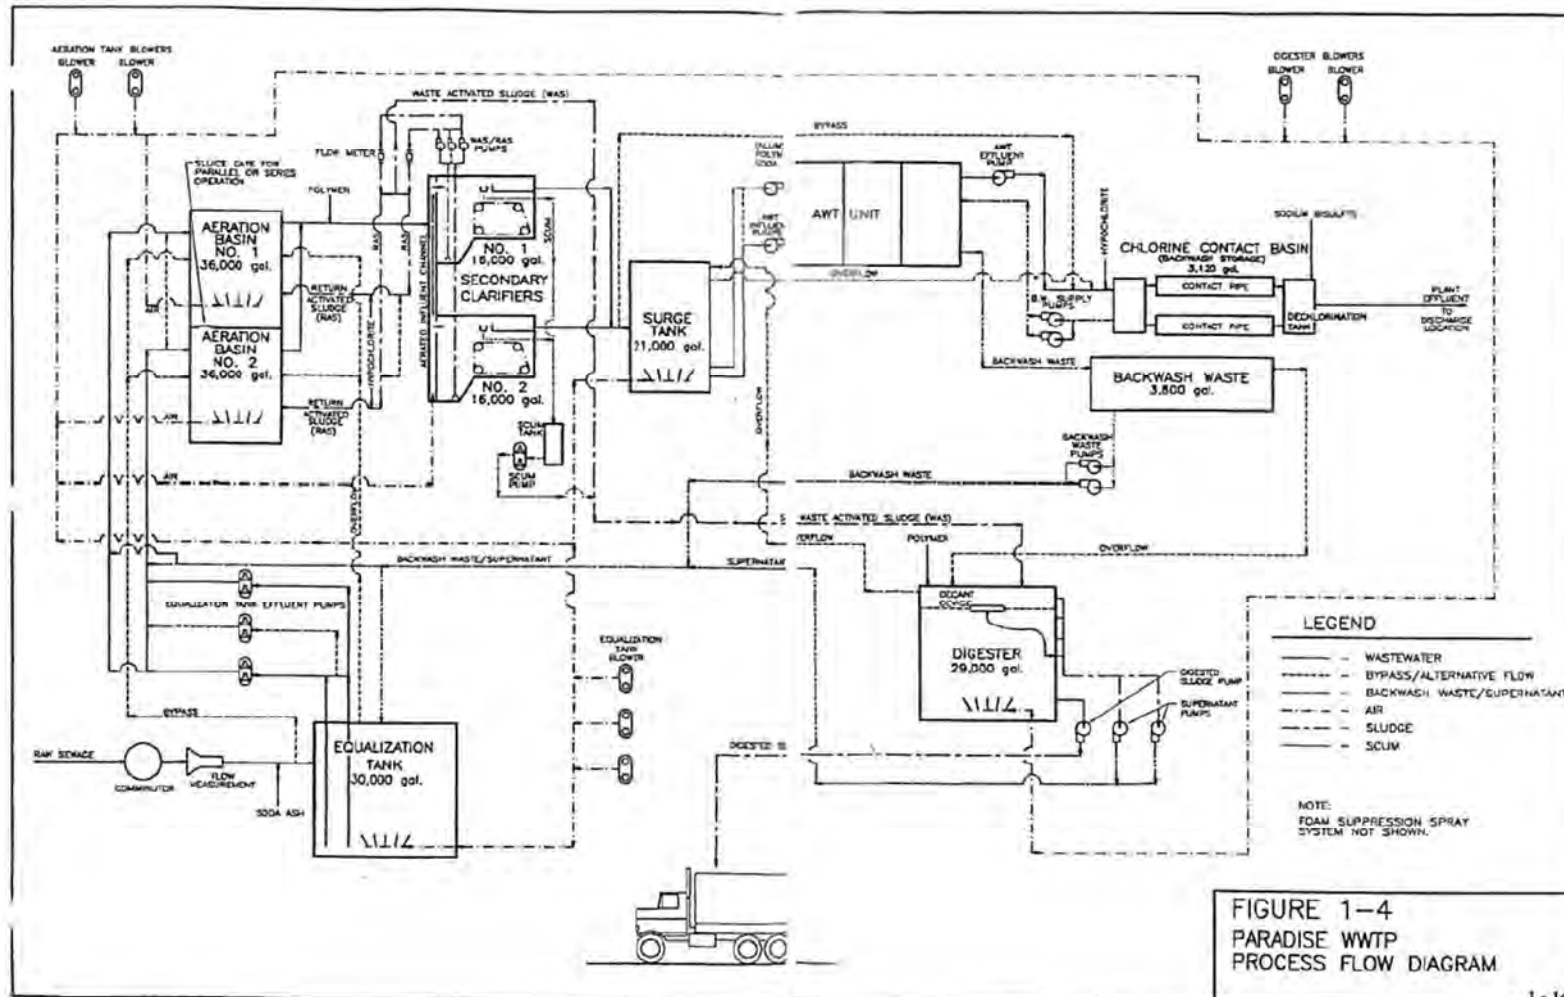 AERATION TANK BLOWERS
BLOWER BLOWER
DIGESTER BLOWERS
BLOWER BLOWER
WASTE ACTIVATED SLUDGE (WAS)
BYPASS
FLOW METER
WAS/RAS
PUMPS
SLUICE GATE FOR
PARALLEL OR SERIES
OPERATION
POLYMER
AERATION
BASIN
NO. 1
36,000 gal.
AIR
AERATION
BASIN
NO. 2
36,000 gal.
AIR
RETURN
ACTIVATED
SLUDGE
(RAS)
RETURN
ACTIVATED
SLUDGE
(RAS)
RAS
RAS
HYPOCHLORITE
AERATED INFLUENT CHANNEL
NO. 1
16,000 gal.
SECONDARY
CLARIFIERS
NO. 2
16,000 gal.
SCUM
SCUM
TANK
SCUM
PUMP
SURGE
TANK
21,000 gal.
AWT UNIT
AWT
EFFLUENT
PUMP
OVERFLOW
OVERFLOW
HYPOCHLORITE
SODIUM BISULFITE
CHLORINE CONTACT BASIN
(BACKWASH STORAGE)
3,120 gal.
CONTACT PIPE
CONTACT PIPE
B.W. SUPPLY
PUMPS
DECHLORINATION
TANK
PLANT
EFFLUENT
TO
DISCHARGE
LOCATION
BACKWASH WASTE
BACKWASH WASTE
3,800 gal.
BACKWASH
WASTE
PUMPS
BACKWASH WASTE
AIR
OVERFLOW
WASTE ACTIVATED SLUDGE (WAS)
POLYMER
OVERFLOW
BACKWASH WASTE/SUPERNATANT
SUPERNATAN
EQUALIZATION TANK EFFLUENT PUMPS
EQUALIZATION
TANK
BLOWER
DECANT
DEVICE
DIGESTER
29,000 gal.
DIGESTED
SLUDGE PUMP
SUPERNATANT
PUMPS
BYPASS
RAW SEWAGE
COMMINUTOR
FLOW
MEASUREMENT
SODA ASH
EQUALIZATION
TANK
30,000 gal.
DIGESTED
LEGEND
WASTEWATER
BYPASS/ALTERNATIVE FLOW
BACKWASH WASTE/SUPERNATANT
AIR
SLUDGE
SCUM
NOTE:
FOAM SUPPRESSION SPRAY
SYSTEM NOT SHOWN.
FIGURE 1-4
PARADISE WWTP
PROCESS FLOW DIAGRAM